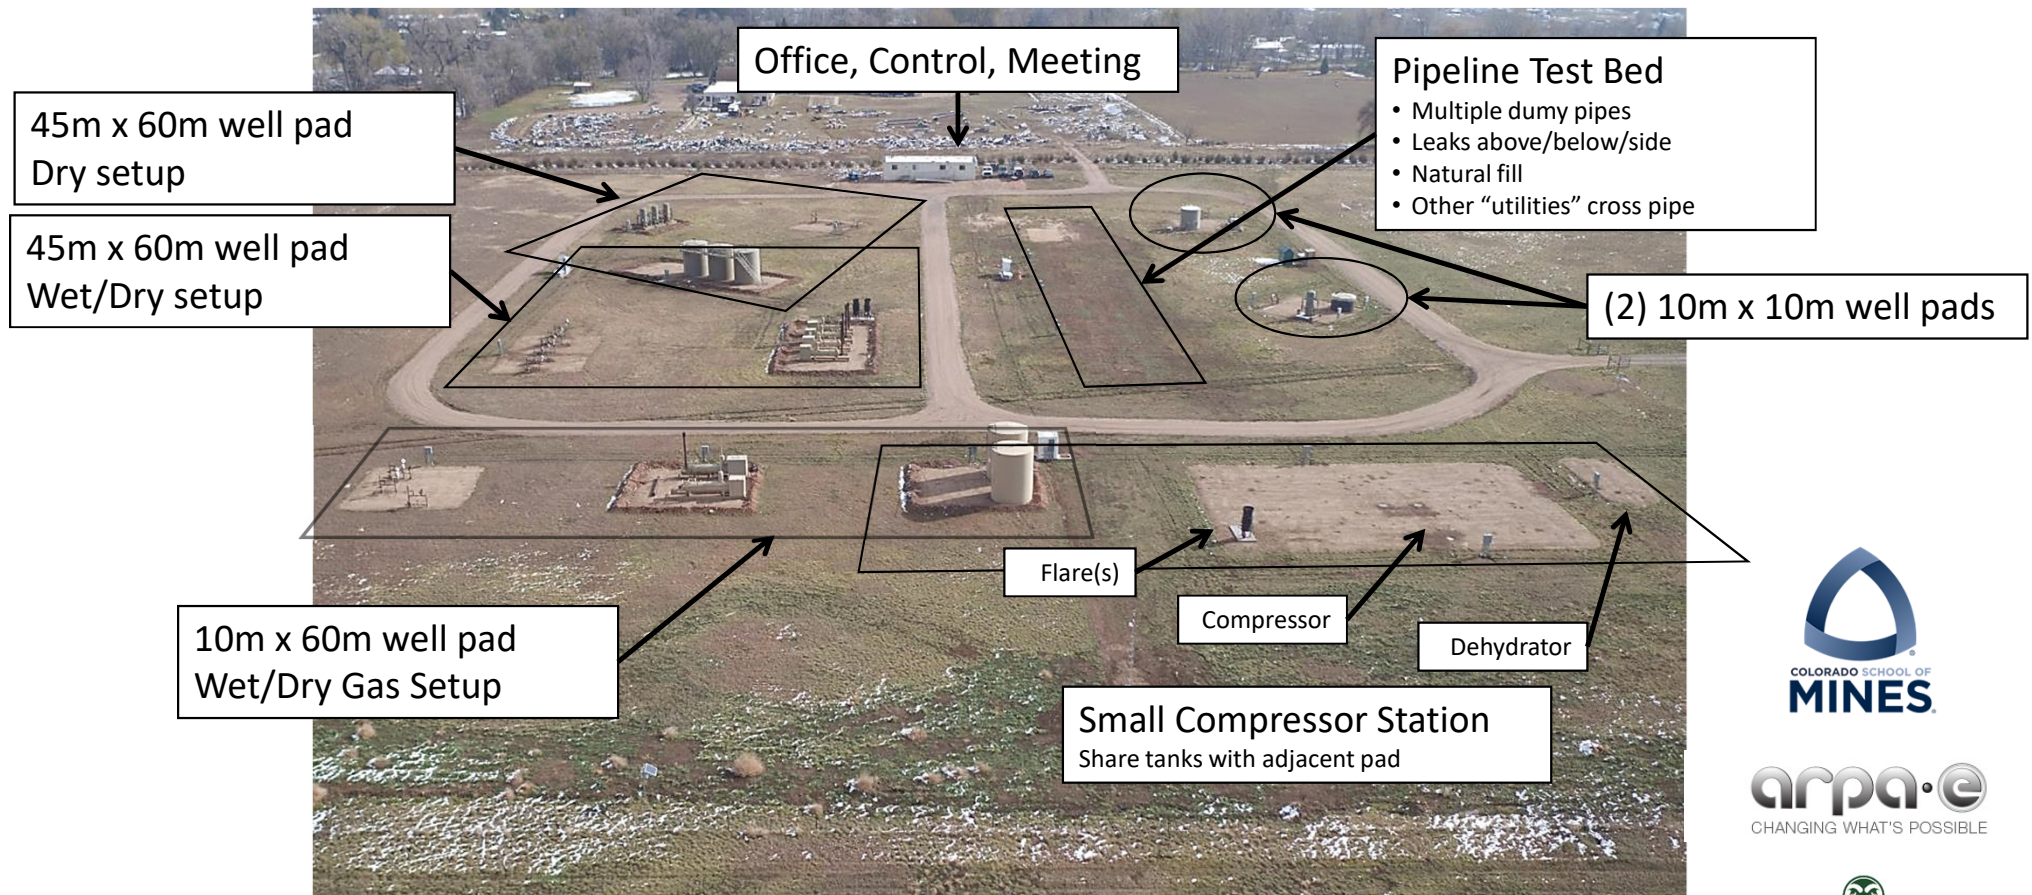 Office, Control, Meeting
Pipeline Test Bed
• Multiple dumy pipes
• Leaks above/below/side
• Natural fill
• Other “utilities” cross pipe
45m x 60m well pad
Dry setup
45m x 60m well pad
Wet/Dry setup
(2) 10m x 10m well pads
Flare(s)
Compressor
Dehydrator
10m x 60m well pad
Wet/Dry Gas Setup
Small Compressor Station
Share tanks with adjacent pad
COLORADO SCHOOL OF
MINES
arpa·e
CHANGING WHAT'S POSSIBLE